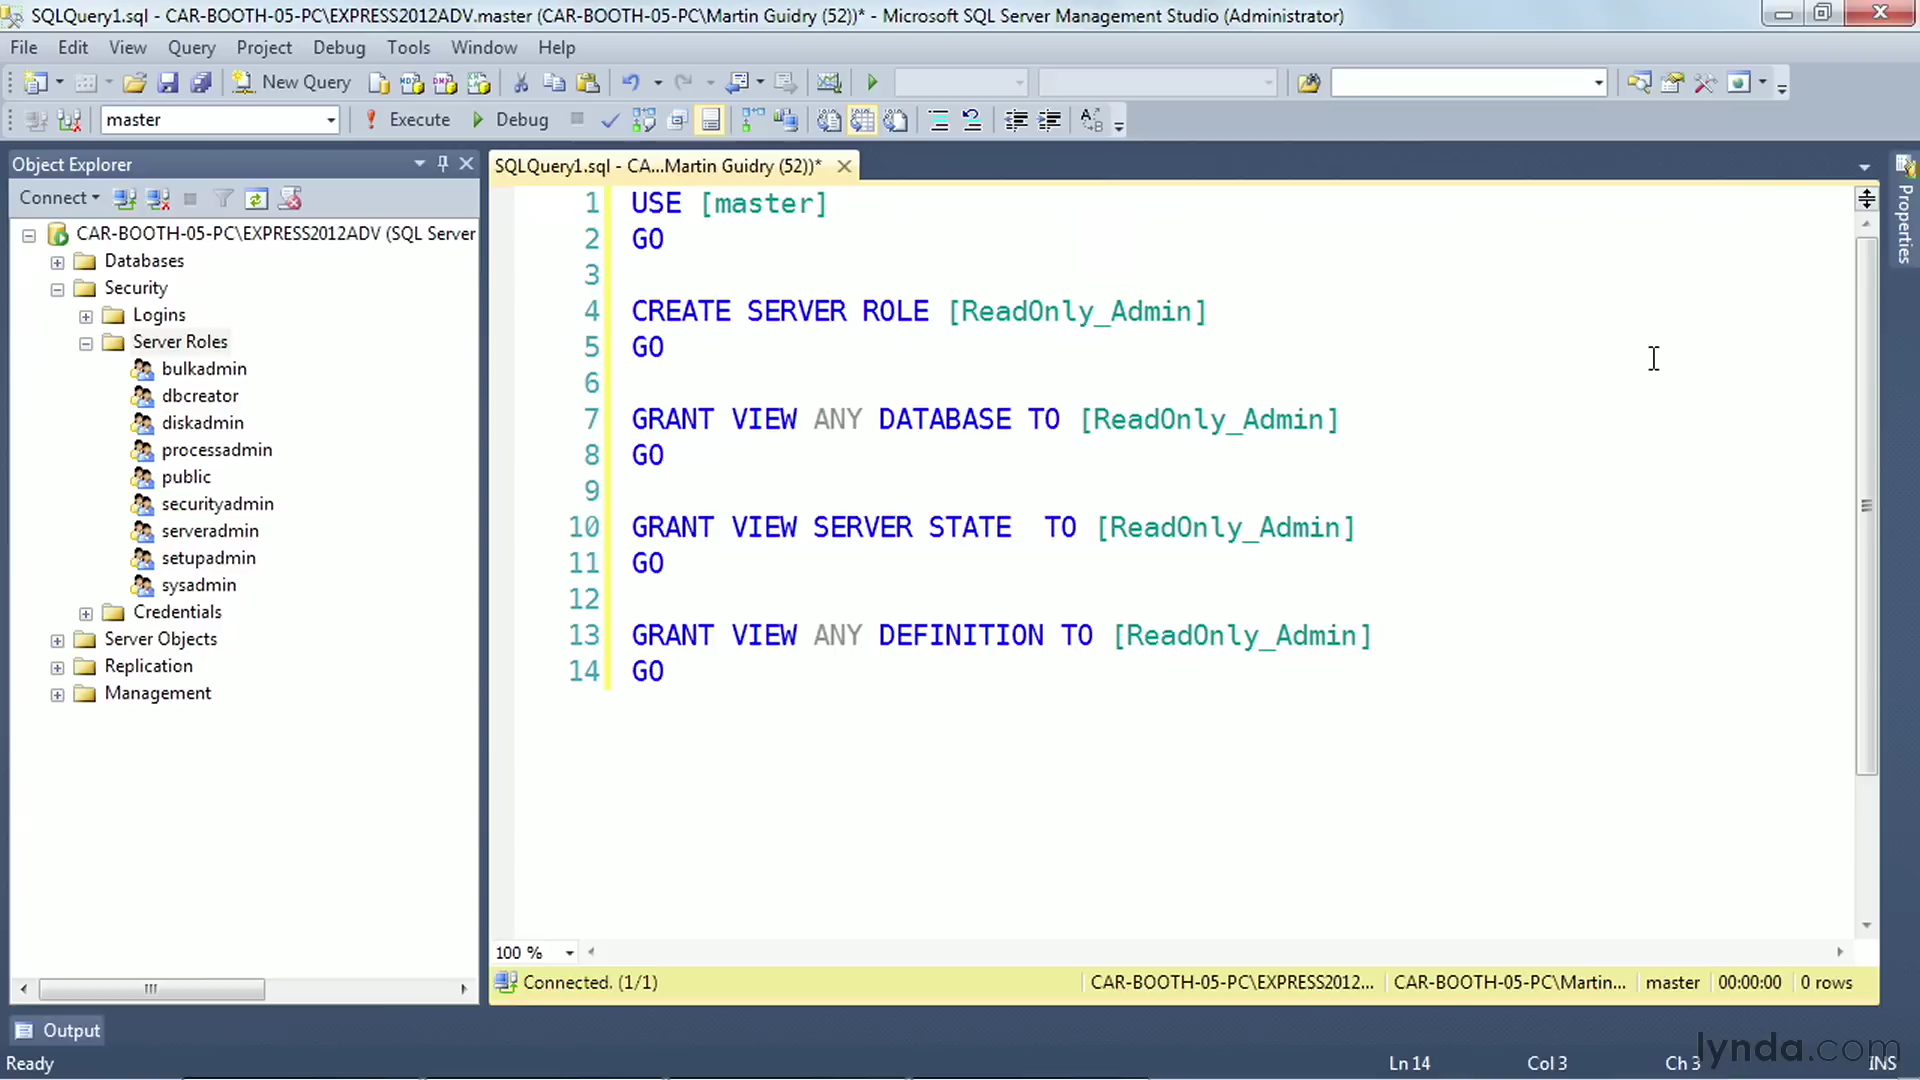 SQLQuery1.sql - CAR-BOOTH-05-PC\EXPRESS2012ADV.master (CAR-BOOTH-05-PC\Martin Guidry (52))* - Microsoft SQL Server Management Studio (Administrator)
File Edit View Query Project Debug Tools Window Help
New Query
master Execute Debug
Object Explorer
Connect
CAR-BOOTH-05-PC\EXPRESS2012ADV (SQL Server
Databases
Security
Logins
Server Roles
bulkadmin
dbcreator
diskadmin
processadmin
public
securityadmin
serveradmin
setupadmin
sysadmin
Credentials
Server Objects
Replication
Management
SQLQuery1.sql - CA...Martin Guidry (52))*
1 USE [master]
2 GO
3
4 CREATE SERVER ROLE [ReadOnly_Admin]
5 GO
6
7 GRANT VIEW ANY DATABASE TO [ReadOnly_Admin]
8 GO
9
10 GRANT VIEW SERVER STATE  TO [ReadOnly_Admin]
11 GO
12
13 GRANT VIEW ANY DEFINITION TO [ReadOnly_Admin]
14 GO
Properties
100 %
Connected. (1/1) CAR-BOOTH-05-PC\EXPRESS2012... CAR-BOOTH-05-PC\Martin... master 00:00:00 0 rows
Output
Ready Ln 14 Col 3 Ch 3 INS
lynda.com